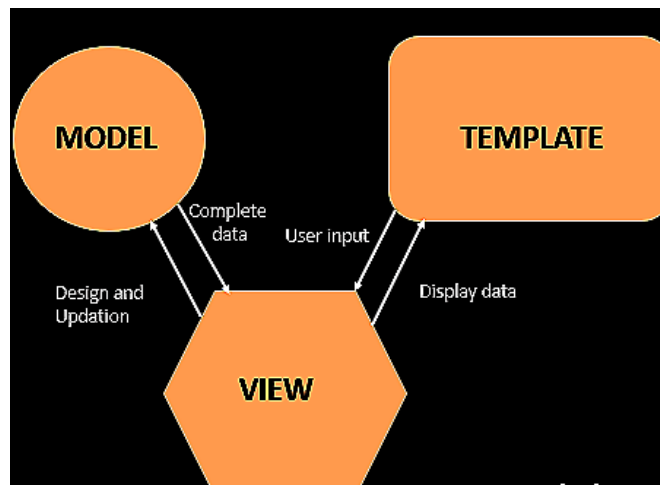 MODEL
TEMPLATE
Complete
data
User input
Design and
Updation
Display data
VIEW